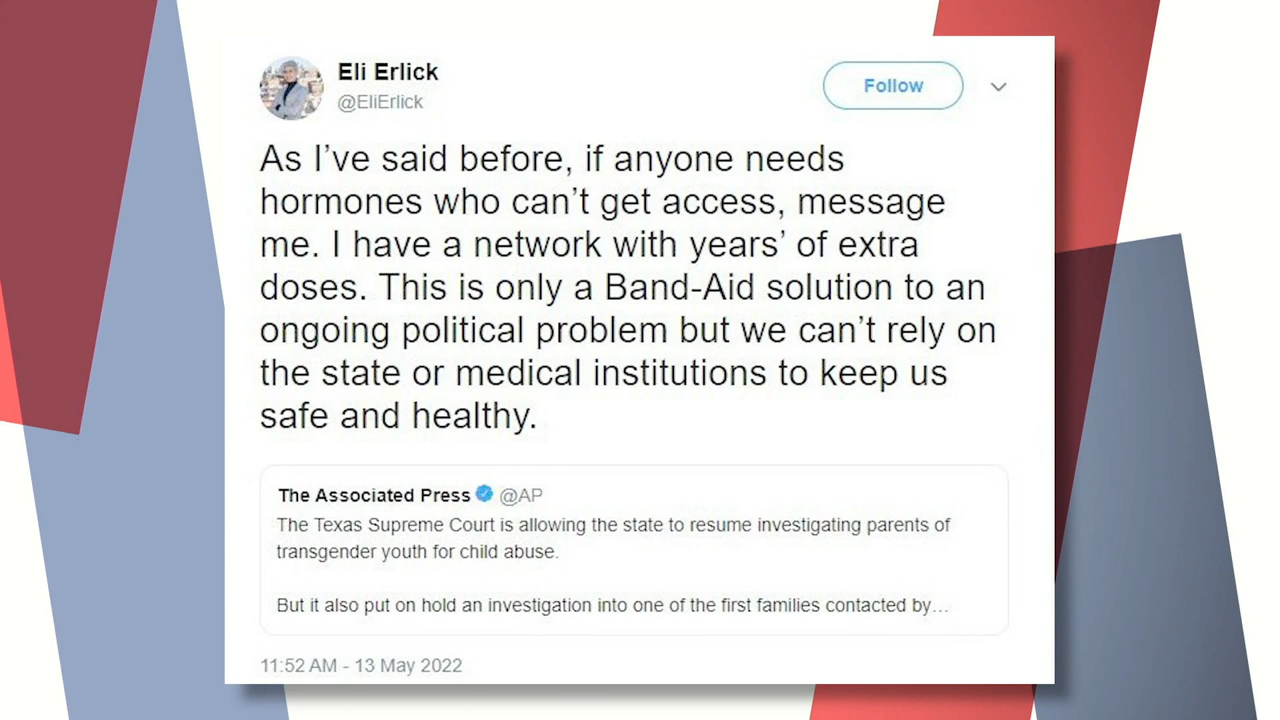 Eli Erlick
@EliErlick
Follow
As I’ve said before, if anyone needs
hormones who can’t get access, message
me. I have a network with years’ of extra
doses. This is only a Band-Aid solution to an
ongoing political problem but we can’t rely on
the state or medical institutions to keep us
safe and healthy.
The Associated Press @AP
The Texas Supreme Court is allowing the state to resume investigating parents of
transgender youth for child abuse.
But it also put on hold an investigation into one of the first families contacted by…
11:52 AM - 13 May 2022